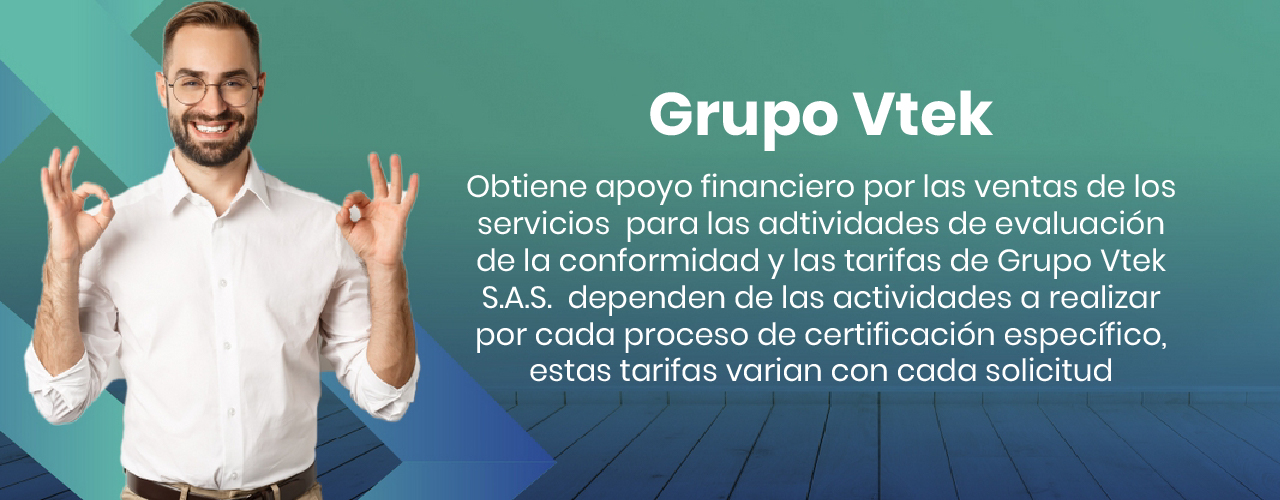 Grupo Vtek
Obtiene apoyo financiero por las ventas de los
servicios  para las adtividades de evaluación
de la conformidad y las tarifas de Grupo Vtek
S.A.S.  dependen de las actividades a realizar
por cada proceso de certificación específico,
estas tarifas varian con cada solicitud